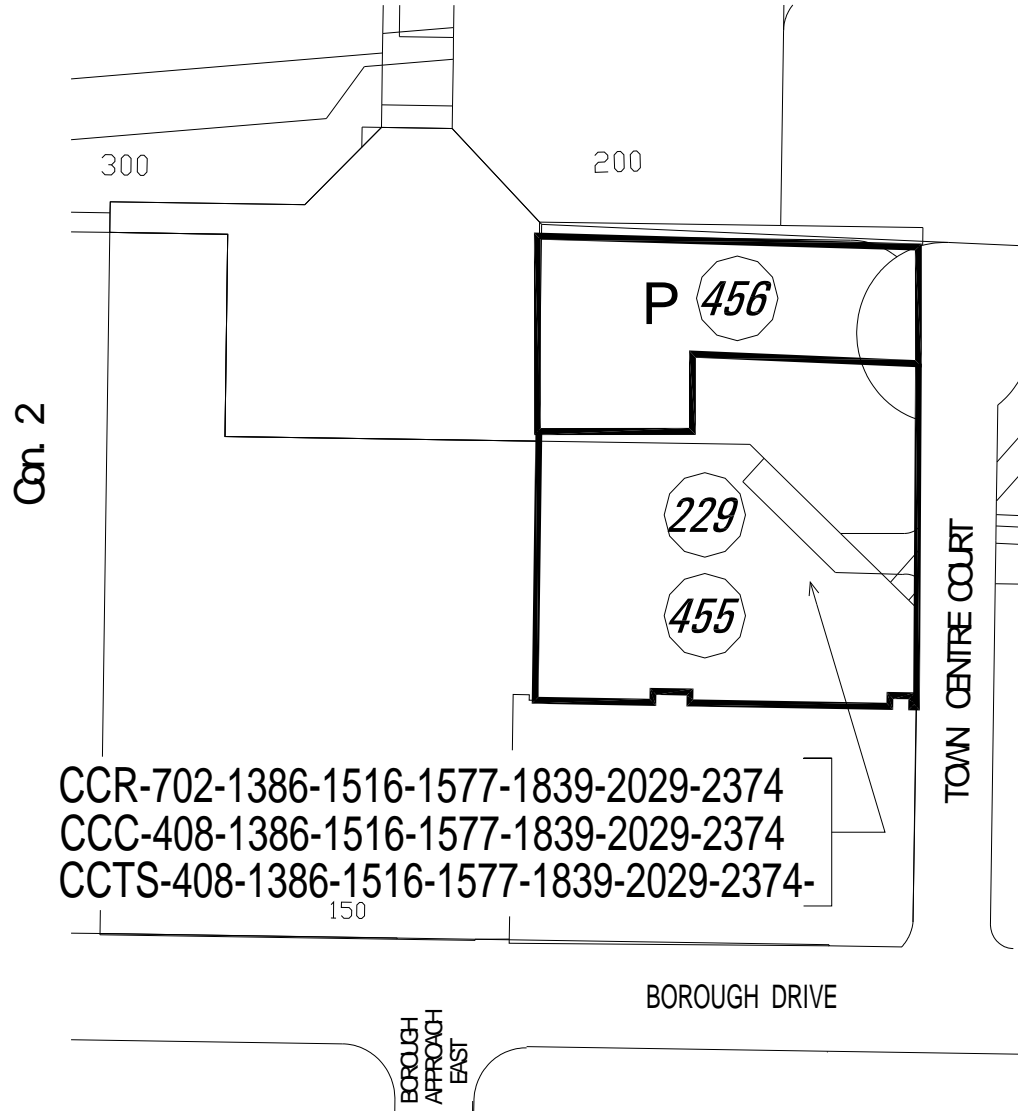 300
200
P 456
Con. 2
229
455
TOWN CENTRE COURT
CCR-702-1386-1516-1577-1839-2029-2374
CCC-408-1386-1516-1577-1839-2029-2374
CCTS-408-1386-1516-1577-1839-2029-2374-
150
BOROUGH DRIVE
BOROUGH
APPROACH
EAST